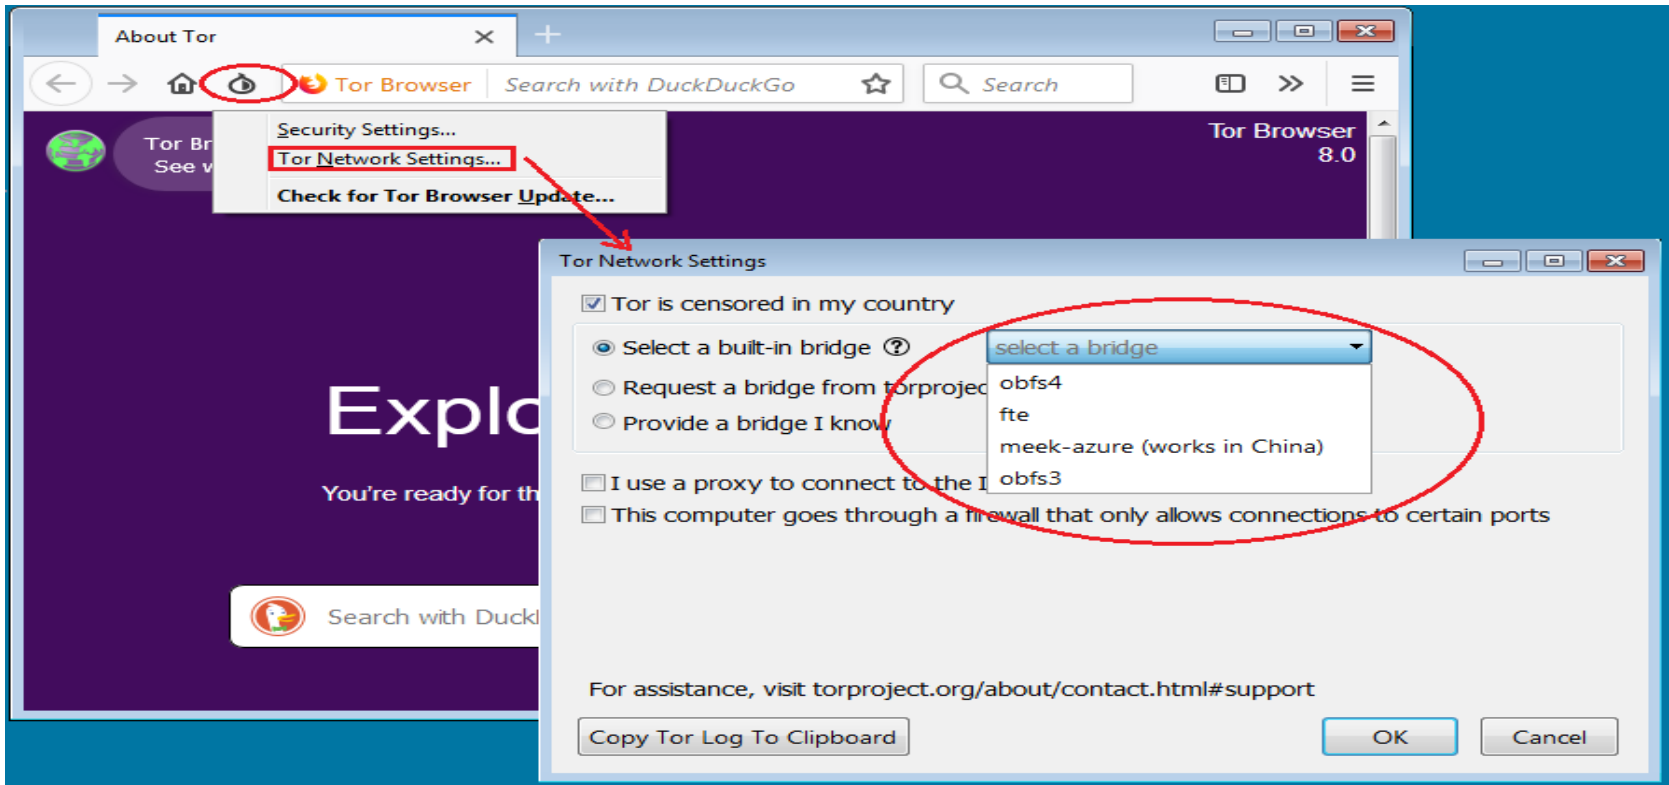 About Tor
Tor Browser
Search with DuckDuckGo
Search
Security Settings...
Tor Network Settings...
Check for Tor Browser Update...
Tor Br
See v
Tor Browser
8.0
Explo
You're ready for th
Search with Duckl
Tor Network Settings
Tor is censored in my country
Select a built-in bridge ?
select a bridge
obfs4
fte
meek-azure (works in China)
obfs3
Request a bridge from torprojec
Provide a bridge I know
I use a proxy to connect to the I
This computer goes through a firewall that only allows connections to certain ports
For assistance, visit torproject.org/about/contact.html#support
Copy Tor Log To Clipboard
OK
Cancel